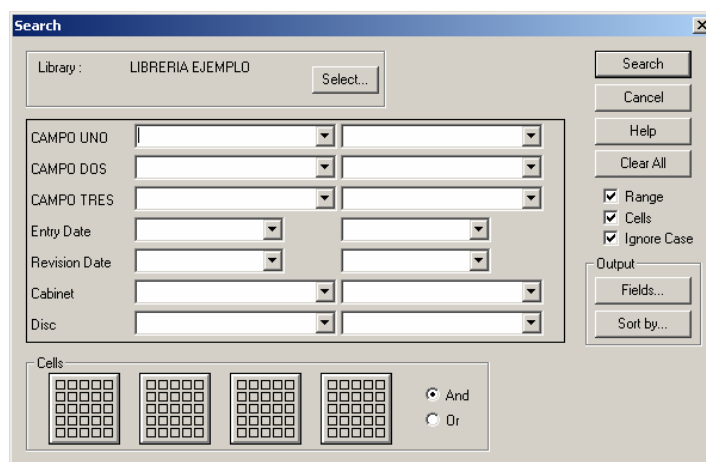 Search
Library : LIBRERIA EJEMPLO
Select...
Search
Cancel
Help
Clear All
CAMPO UNO
CAMPO DOS
CAMPO TRES
Entry Date
Revision Date
Cabinet
Disc
Range
Cells
Ignore Case
Output
Fields...
Sort by...
Cells
And
Or